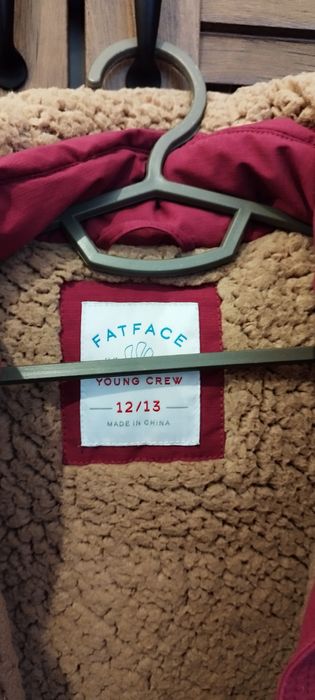 FATFACE
YOUNG CREW
12/13
MADE IN CHINA